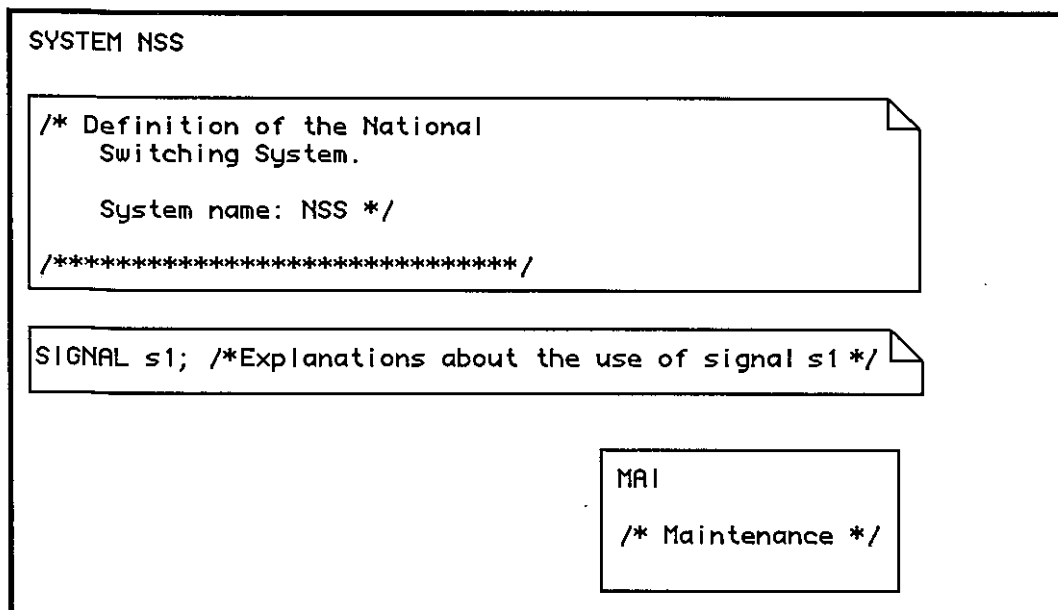 SYSTEM NSS
/* Definition of the National
Switching System.
System name: NSS */
/******************************/
SIGNAL s1; /*Explanations about the use of signal s1 */
MAI
/* Maintenance */